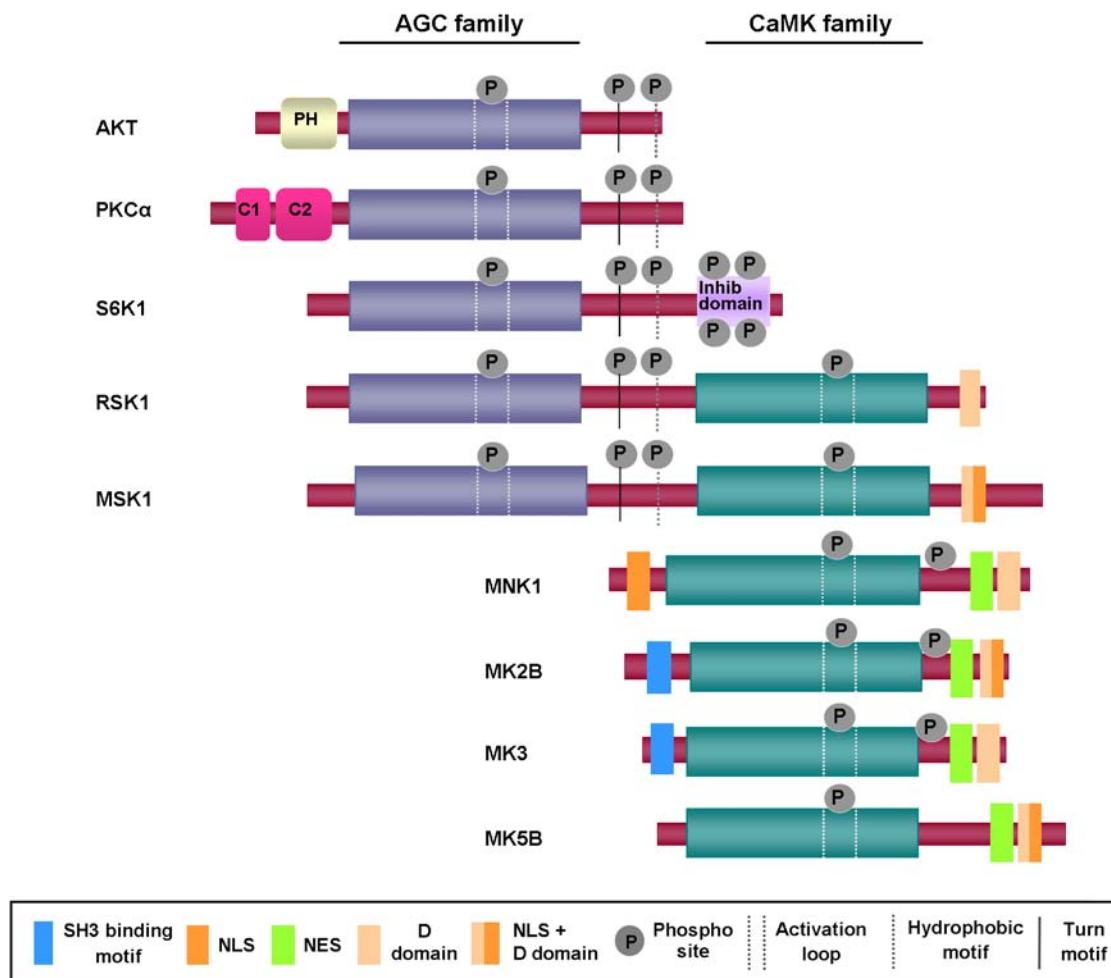 AGC family CaMK family
P P P
AKT PH
P P P
PKCα C1 C2
P P P P P
S6K1 Inhib
domain
P P
P P P P
RSK1
P P P P
MSK1
P P
MNK1
P P
MK2B
P P
MK3
P
MK5B
SH3 binding
motif
NLS
NES
D
domain
NLS +
D domain
P
Phospho
site
Activation
loop
Hydrophobic
motif
Turn
motif